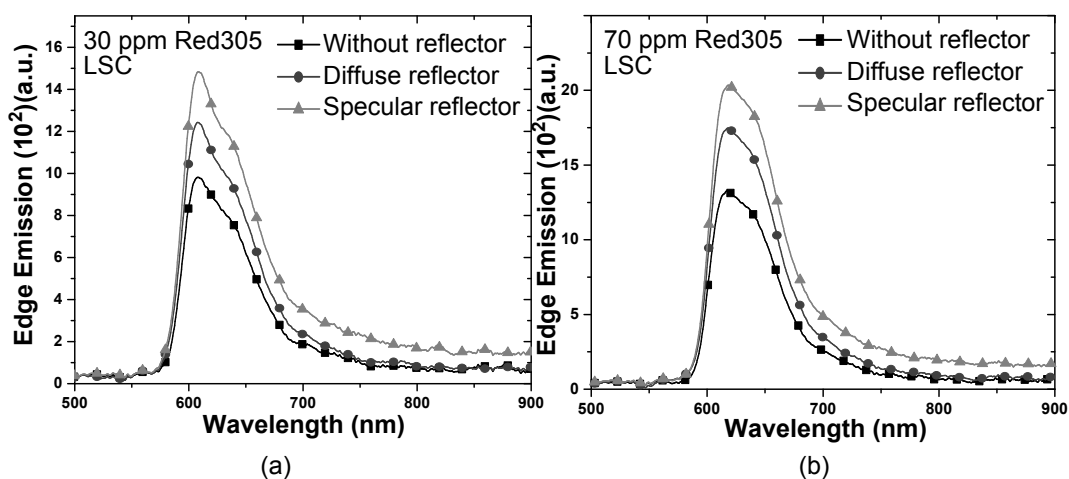 30 ppm Red305
LSC
Without reflector
Diffuse reflector
Specular reflector
Edge Emission (10²)(a.u.)
16
14
12
10
8
6
4
2
0
500
600
700
800
900
Wavelength (nm)
(a)
70 ppm Red305
LSC
Without reflector
Diffuse reflector
Specular reflector
Edge Emission (10²)(a.u.)
20
15
10
5
0
500
600
700
800
900
Wavelength (nm)
(b)